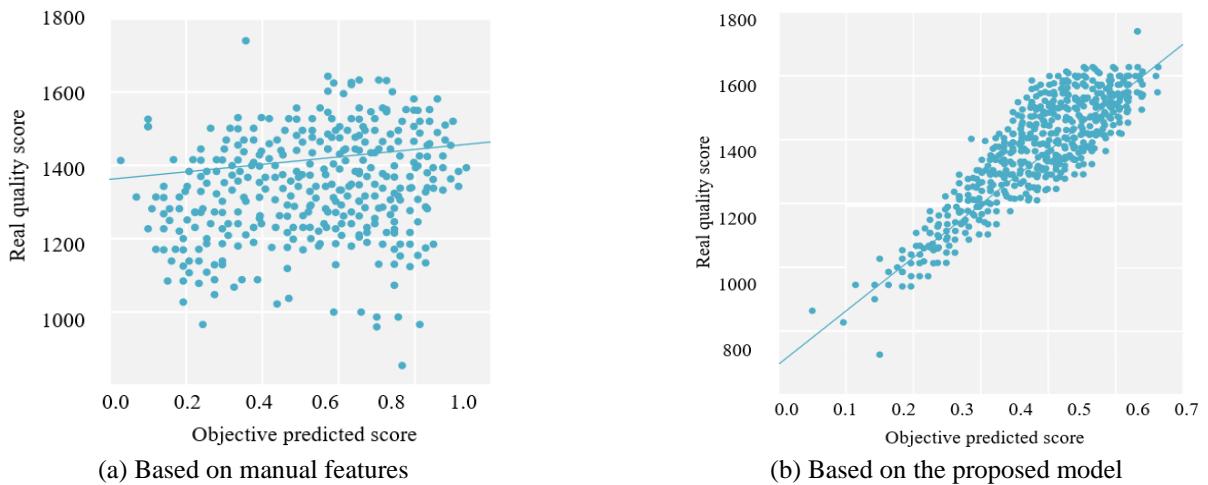 1800
1600
1400
1200
1000
Real quality score
0.0 0.2 0.4 0.6 0.8 1.0
Objective predicted score
(a) Based on manual features
1800
1600
1400
1200
1000
800
Real quality score
0.0 0.1 0.2 0.3 0.4 0.5 0.6 0.7
Objective predicted score
(b) Based on the proposed model